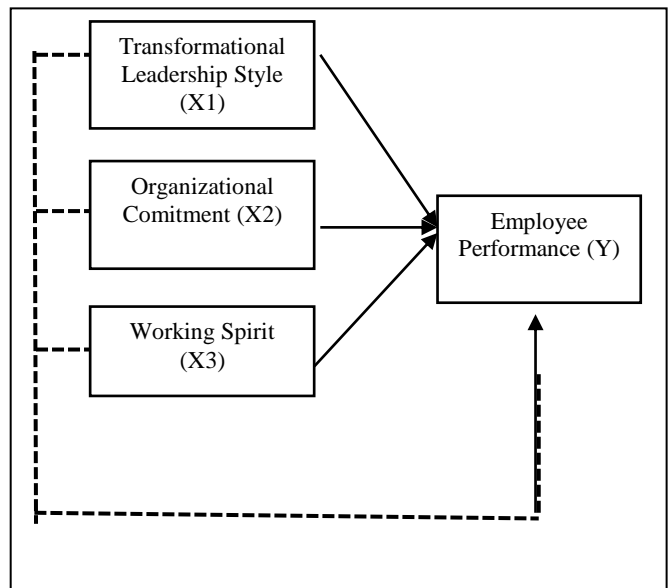 Transformational
Leadership Style
(X1)
Organizational
Comitment (X2)
Working Spirit
(X3)
Employee
Performance (Y)